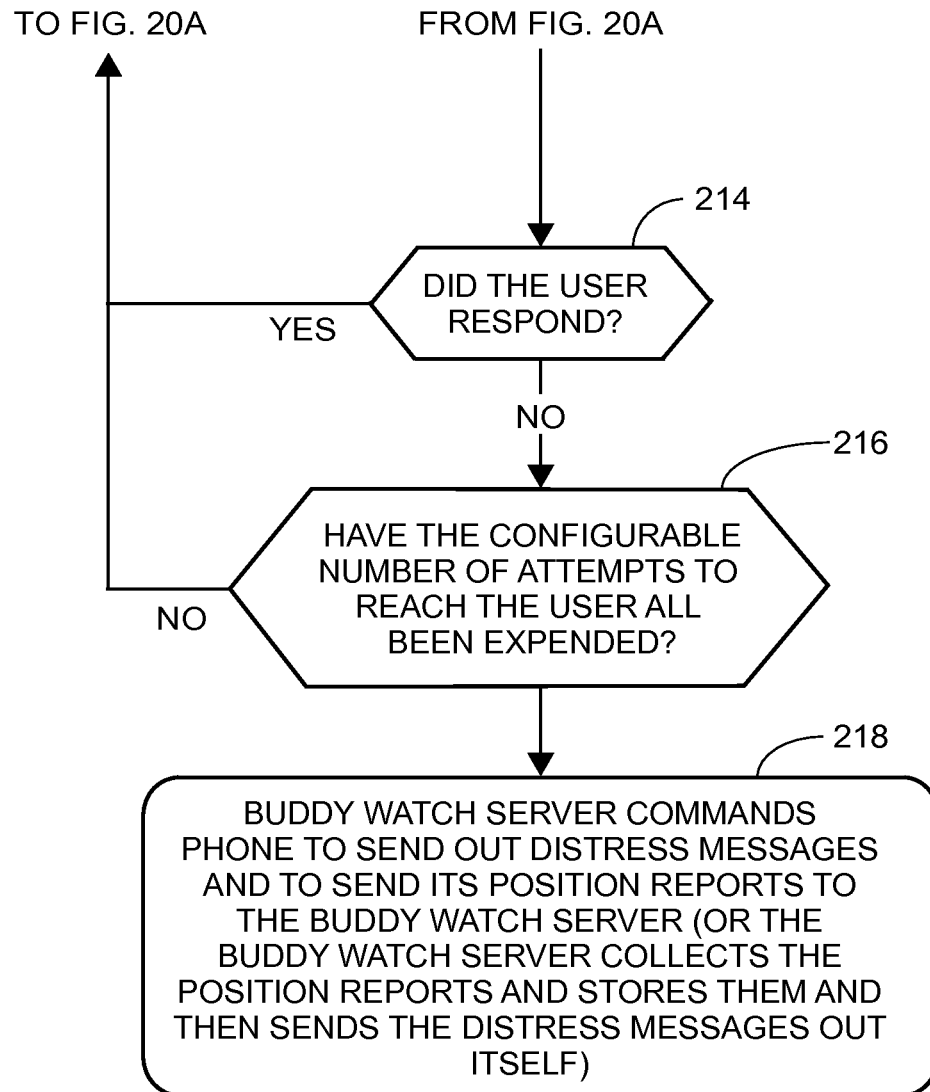 TO FIG. 20A
FROM FIG. 20A
214
DID THE USER
RESPOND?
YES
NO
216
HAVE THE CONFIGURABLE
NUMBER OF ATTEMPTS TO
REACH THE USER ALL
BEEN EXPENDED?
NO
218
BUDDY WATCH SERVER COMMANDS
PHONE TO SEND OUT DISTRESS MESSAGES
AND TO SEND ITS POSITION REPORTS TO
THE BUDDY WATCH SERVER (OR THE
BUDDY WATCH SERVER COLLECTS THE
POSITION REPORTS AND STORES THEM AND
THEN SENDS THE DISTRESS MESSAGES OUT
ITSELF)